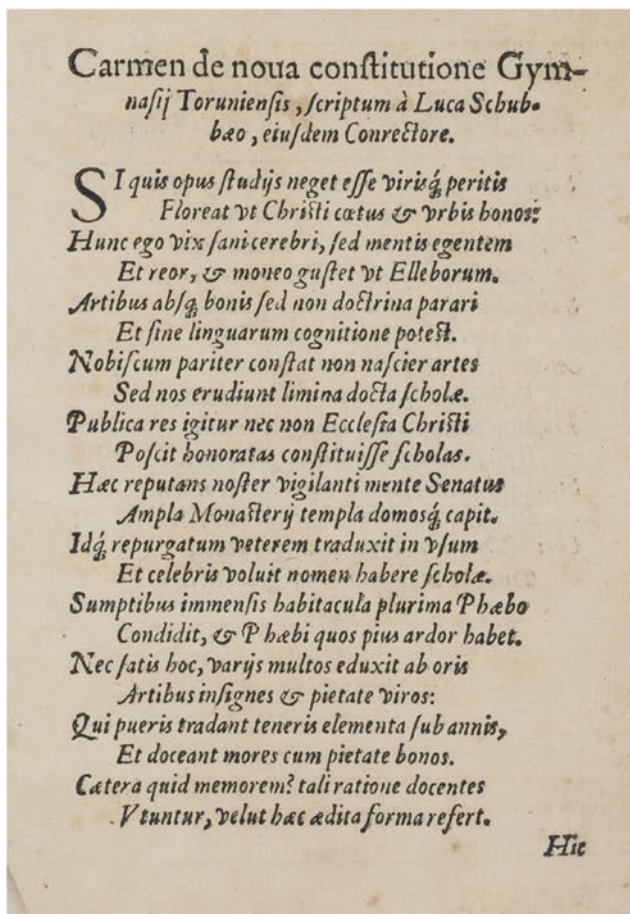 Carmen de noua constitutione Gym-
nasij Toruniensis, scriptum à Luca Schub-
bæo, eiusdem Conrectore.
SI quis opus studijs neget esse virisq́; peritis
Floreat vt Christi cœtus & vrbis honos:
Hunc ego vix sani cerebri, sed mentis egentem
Et reor, & moneo gustet vt Elleborum.
Artibus absq́; bonis sed non doctrina parari
Et sine linguarum cognitione potest.
Nobiscum pariter constat non nascier artes
Sed nos erudiunt limina docta scholæ.
Publica res igitur nec non Ecclesia Christi
Poscit honoratas constituisse scholas.
Hæc reputans noster vigilanti mente Senatus
Ampla Monasterij templa domosq́; capit.
Idq́; repurgatum veterem traduxit in vsum
Et celebris voluit nomen habere scholæ.
Sumptibus immensis habitacula plurima Phæbo
Condidit, & Phæbi quos pius ardor habet.
Nec satis hoc, varijs multos eduxit ab oris
Artibus insignes & pietate viros:
Qui pueris tradant teneris elementa sub annis,
Et doceant mores cum pietate bonos.
Cætera quid memorem? tali ratione docentes
Vtuntur, velut hæc ædita forma refert.
Hic